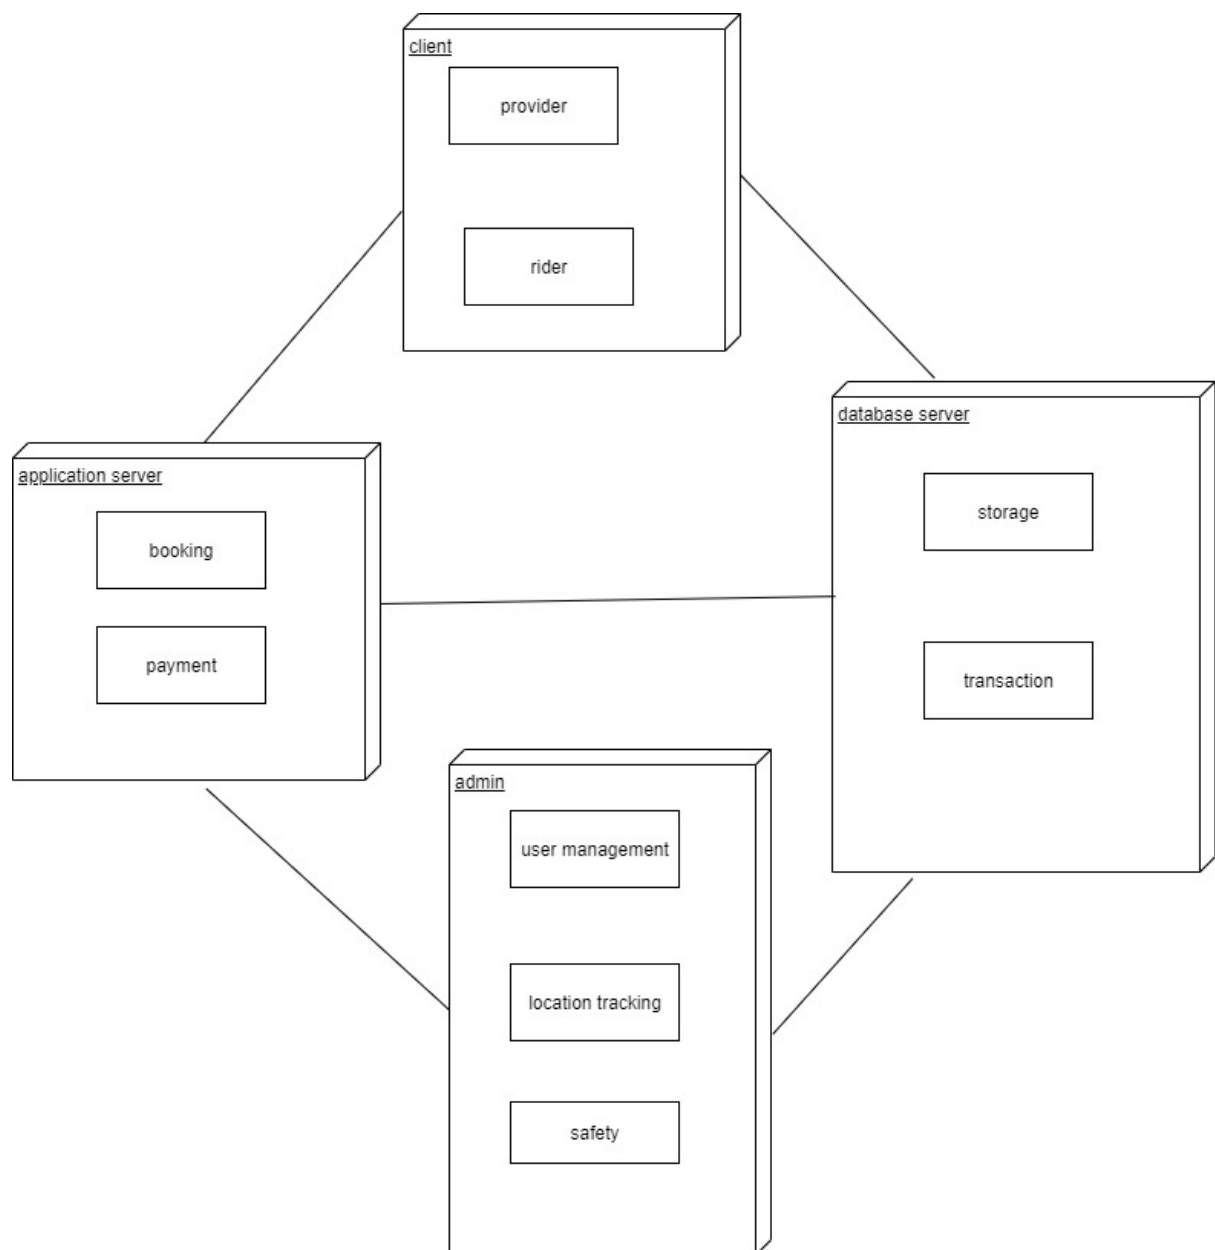 client
provider
rider
application server
booking
payment
database server
storage
transaction
admin
user management
location tracking
safety